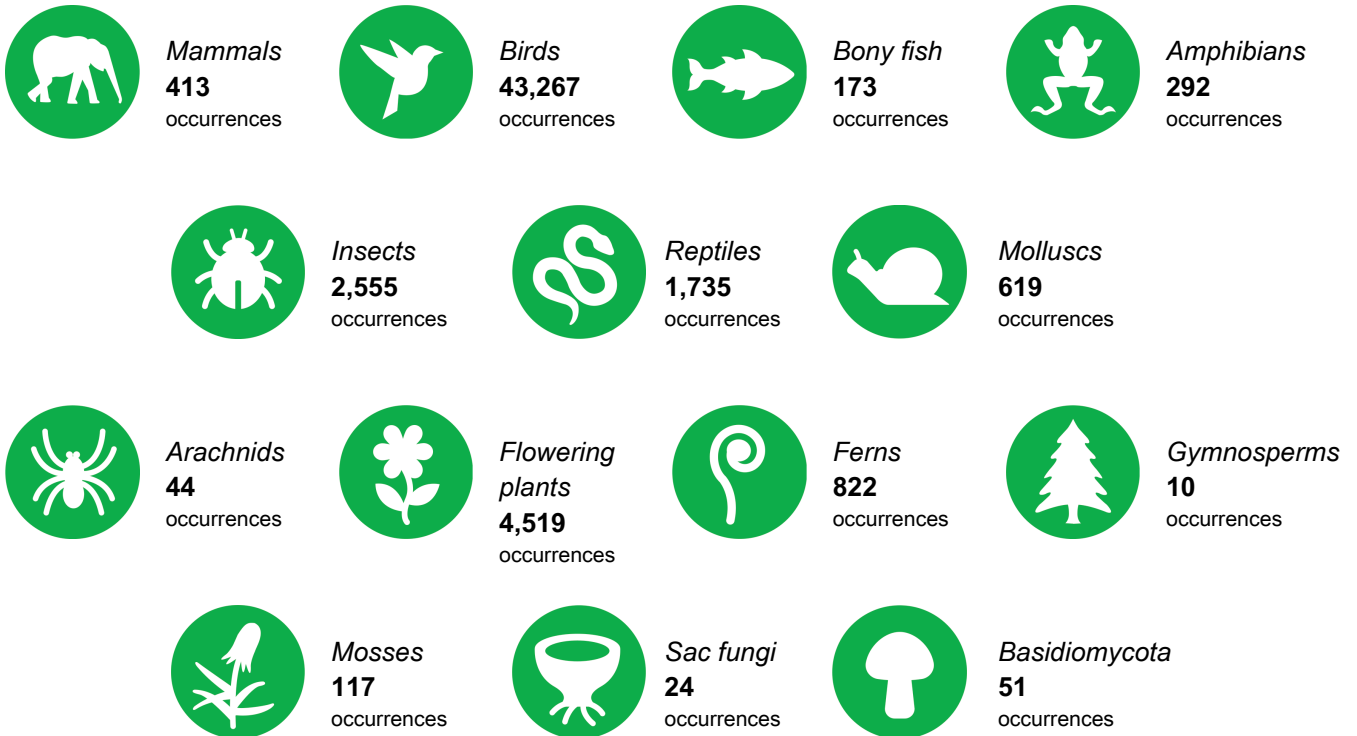 Mammals
413
occurrences
Birds
43,267
occurrences
Bony fish
173
occurrences
Amphibians
292
occurrences
Insects
2,555
occurrences
Reptiles
1,735
occurrences
Molluscs
619
occurrences
Arachnids
44
occurrences
Flowering
plants
4,519
occurrences
Ferns
822
occurrences
Gymnosperms
10
occurrences
Mosses
117
occurrences
Sac fungi
24
occurrences
Basidiomycota
51
occurrences